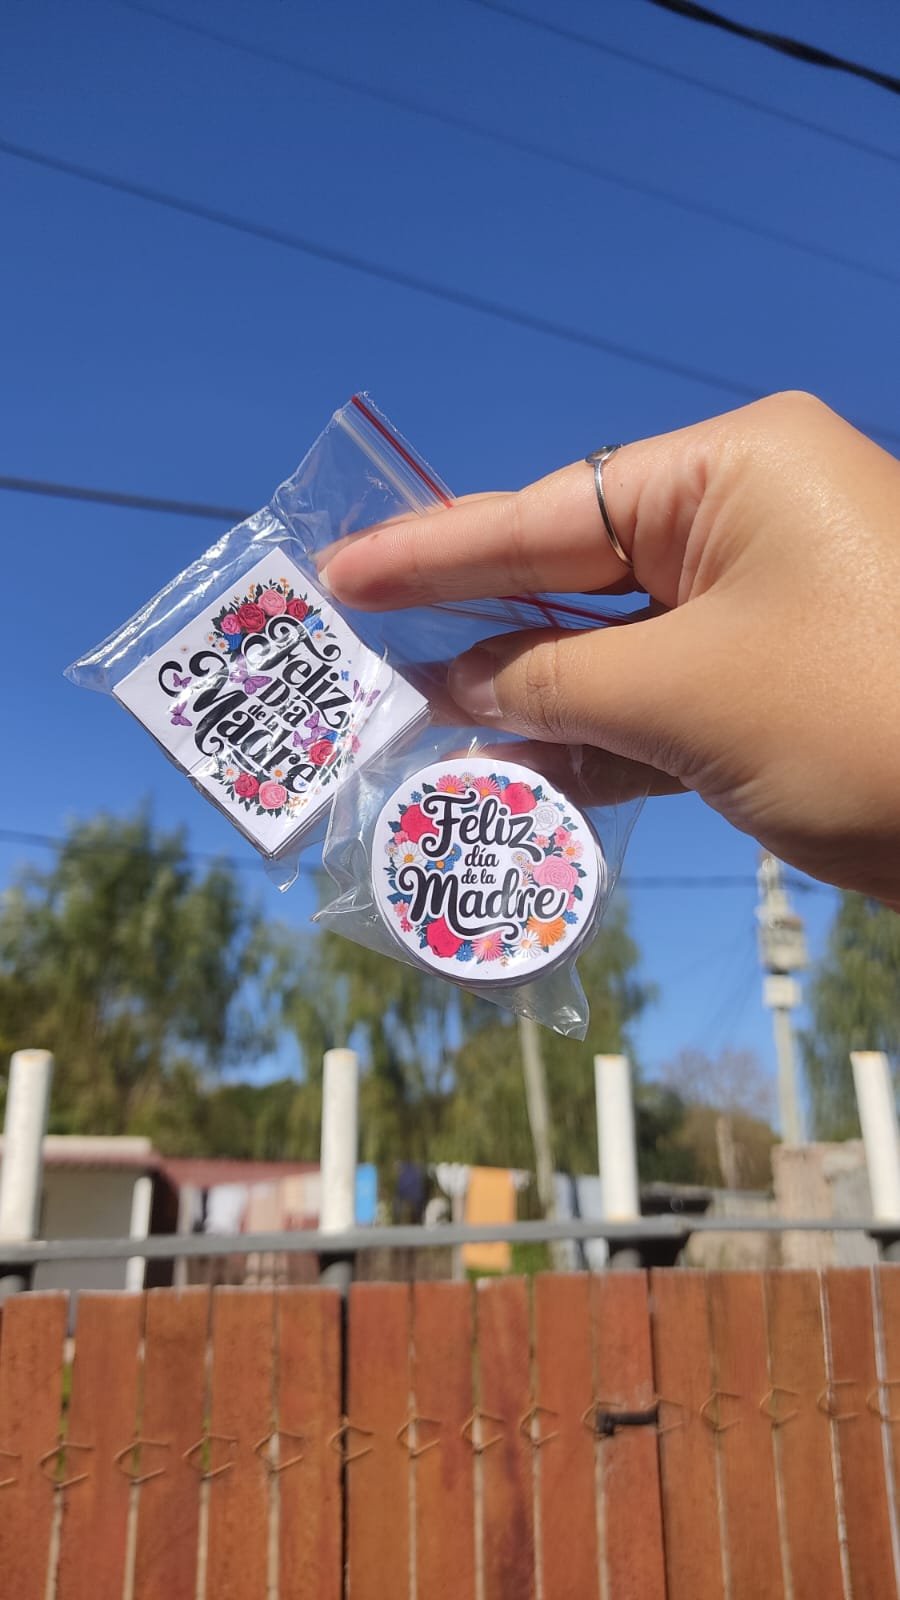 Feliz
Día
de la
Madre
Feliz
día
de la
Madre